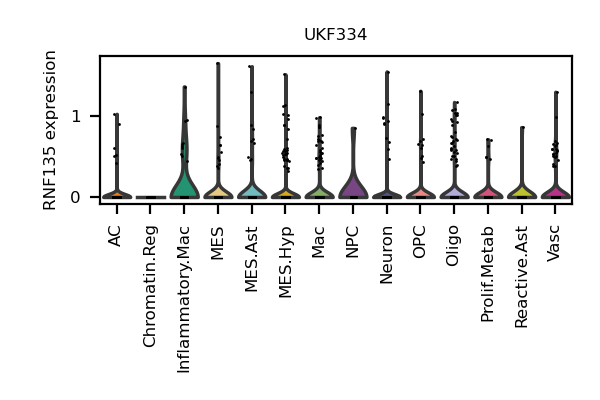 UKF334
RNF135 expression
1
0
AC
Chromatin.Reg
Inflammatory.Mac
MES
MES.Ast
MES.Hyp
Mac
NPC
Neuron
OPC
Oligo
Prolif.Metab
Reactive.Ast
Vasc